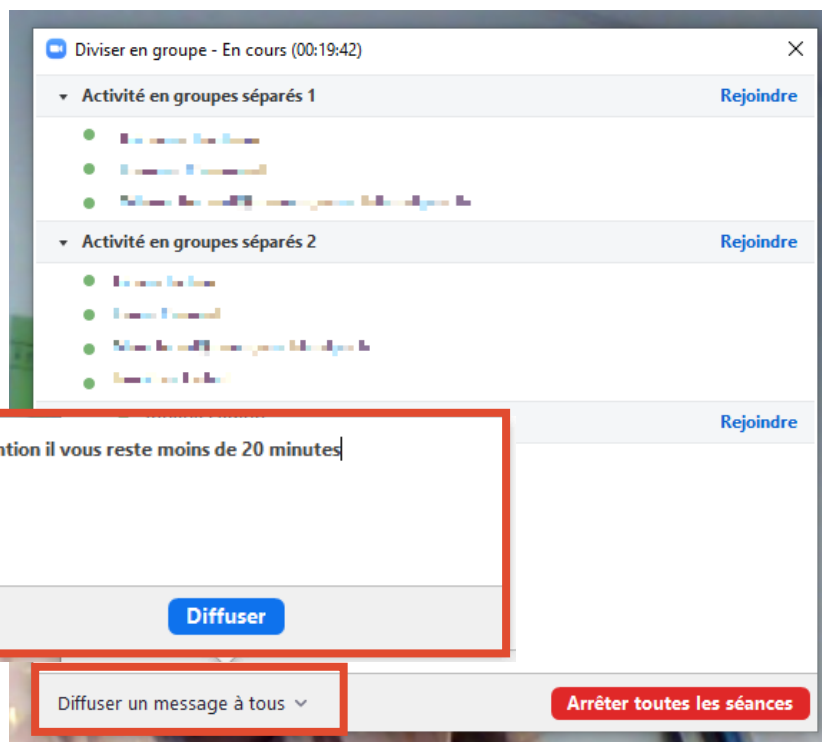 Diviser en groupe - En cours (00:19:42)
Activité en groupes séparés 1 Rejoindre
Activité en groupes séparés 2 Rejoindre
Rejoindre
il vous reste moins de 20 minutes
Diffuser
Diffuser un message à tous
Arrêter toutes les séances